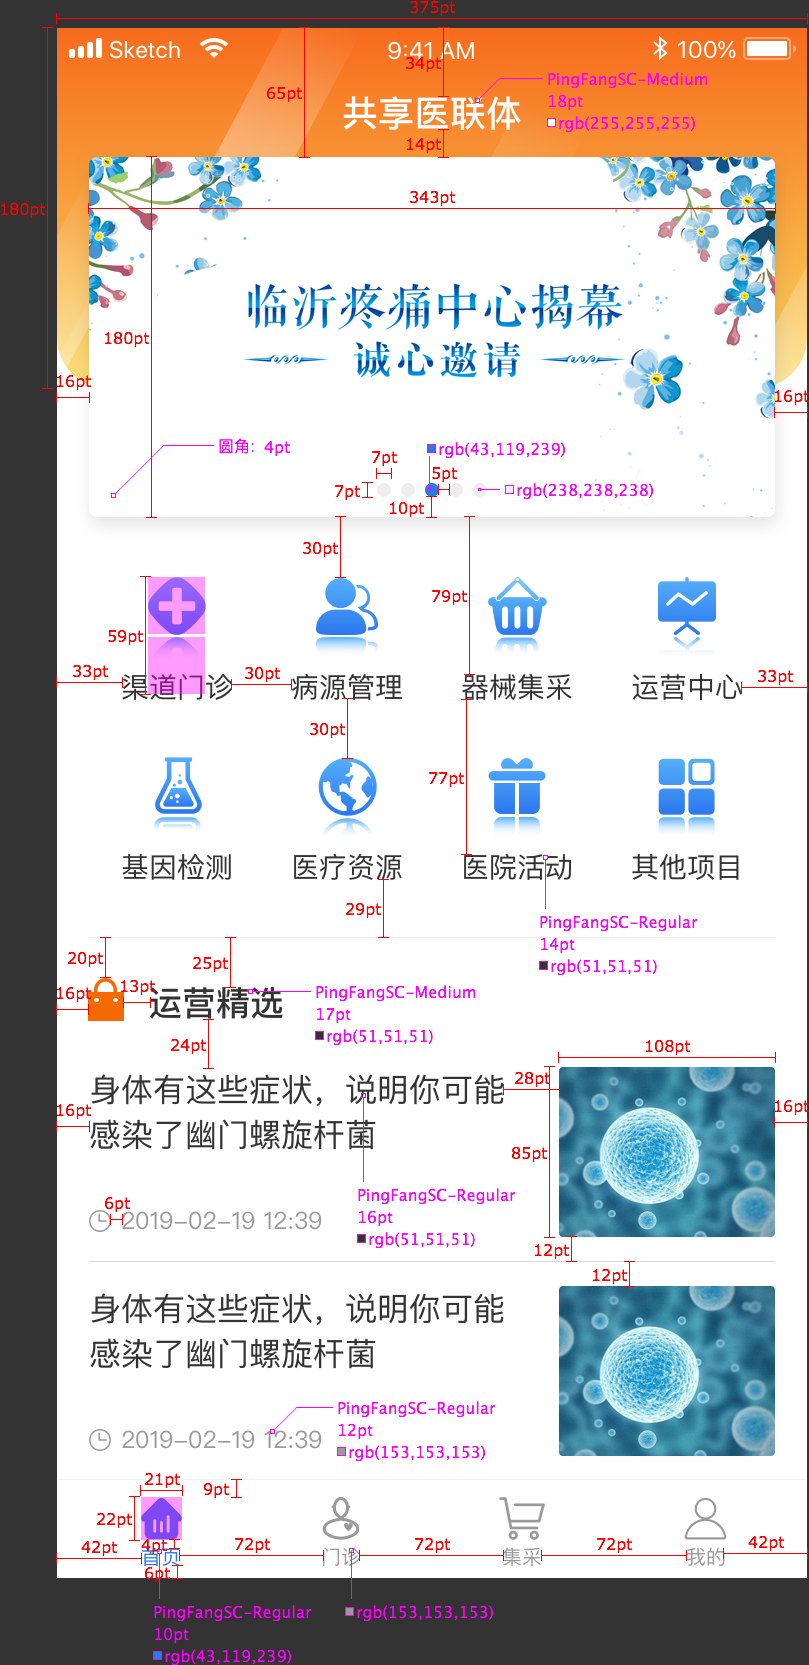 375pt
Sketch 9:41 AM 100%
34pt
PingFangSC-Medium
18pt
rgb(255,255,255)
65pt
共享医联体
14pt
180pt
343pt
临沂疼痛中心揭幕
诚心邀请
180pt
16pt
16pt
圆角：4pt
rgb(43,119,239)
7pt
5pt
7pt
rgb(238,238,238)
10pt
30pt
79pt
59pt
33pt
30pt
33pt
渠道门诊 病源管理 器械集采 运营中心
30pt
77pt
基因检测 医疗资源 医院活动 其他项目
29pt
PingFangSC-Regular
14pt
rgb(51,51,51)
20pt
25pt
16pt
13pt
运营精选
PingFangSC-Medium
17pt
rgb(51,51,51)
24pt
108pt
身体有这些症状，说明你可能
感染了幽门螺旋杆菌
28pt
16pt
16pt
85pt
PingFangSC-Regular
16pt
rgb(51,51,51)
6pt
2019-02-19 12:39
12pt
12pt
身体有这些症状，说明你可能
感染了幽门螺旋杆菌
PingFangSC-Regular
12pt
rgb(153,153,153)
2019-02-19 12:39
21pt
9pt
22pt
4pt
42pt
72pt
72pt
72pt
42pt
首页 门诊 集采 我的
6pt
PingFangSC-Regular
10pt
rgb(43,119,239)
rgb(153,153,153)